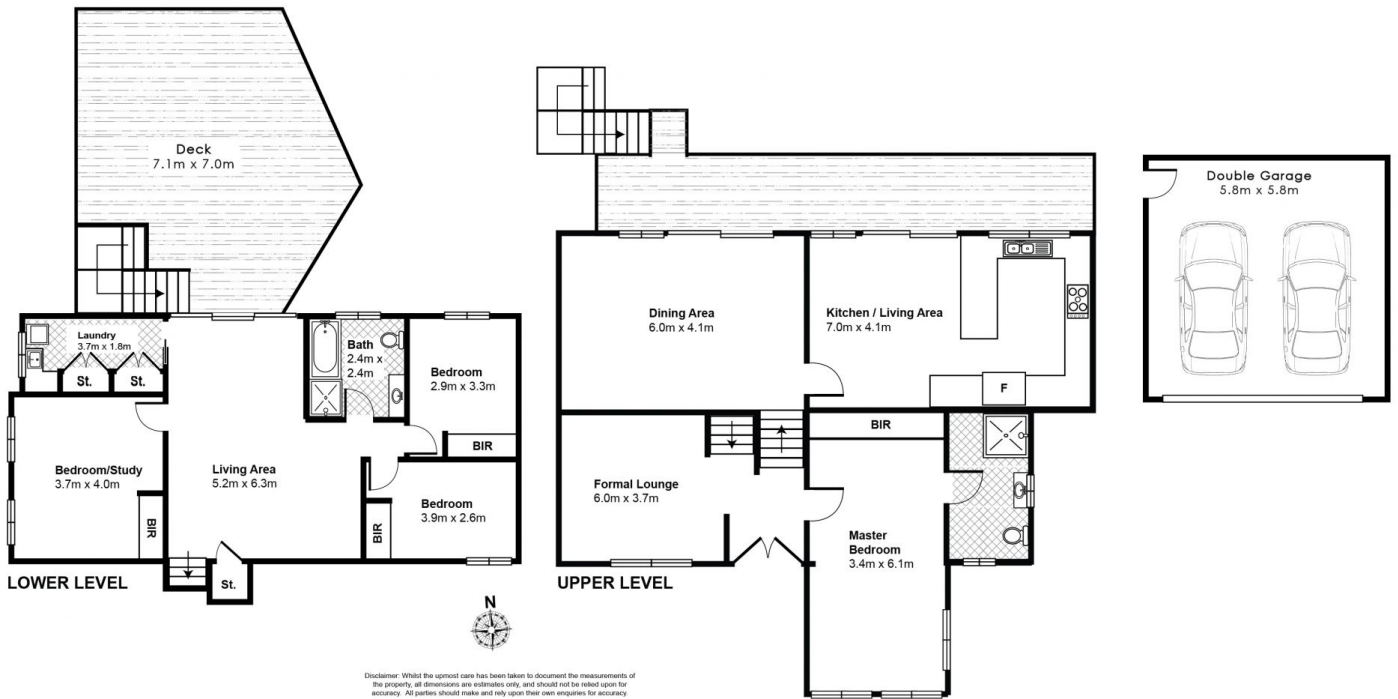 Deck
7.1m x 7.0m
Laundry
3.7m x 1.8m
St.
St.
Bath
2.4m x
2.4m
Bedroom
2.9m x 3.3m
BIR
Bedroom/Study
3.7m x 4.0m
BIR
Living Area
5.2m x 6.3m
Bedroom
3.9m x 2.6m
BIR
St.
LOWER LEVEL
Dining Area
6.0m x 4.1m
Kitchen / Living Area
7.0m x 4.1m
F
Formal Lounge
6.0m x 3.7m
BIR
Master
Bedroom
3.4m x 6.1m
UPPER LEVEL
Double Garage
5.8m x 5.8m
N
Disclaimer: Whilst the upmost care has been taken to document the measurements of
the property, all dimensions are estimates only, and should not be relied upon for
accuracy. All parties should make and rely upon their own enquiries for accuracy